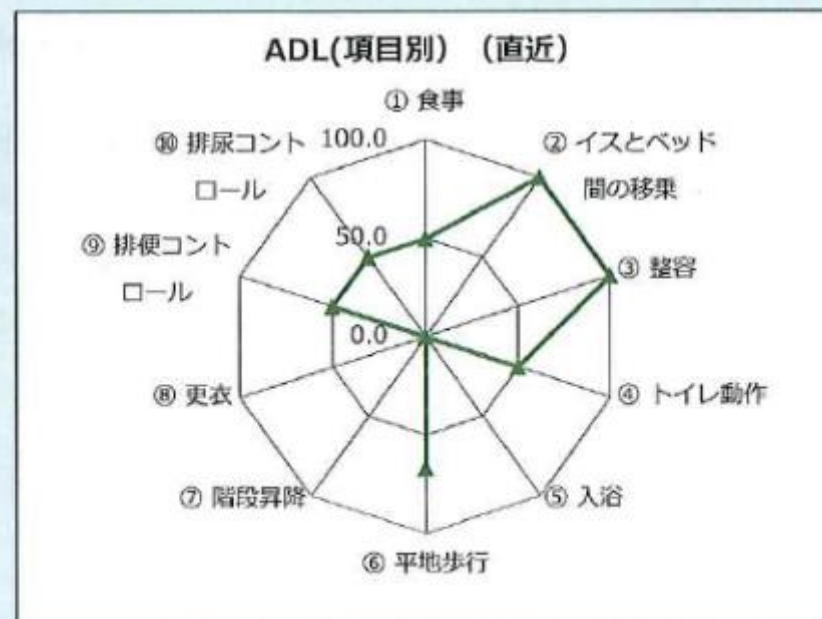 ADL(項目別）（直近）
① 食事
⑩ 排尿コント
ロール
100.0
② イスとベッド
間の移乗
⑨ 排便コント
ロール
50.0
③ 整容
0.0
⑧ 更衣
④ トイレ動作
⑦ 階段昇降
⑤ 入浴
⑥ 平地歩行